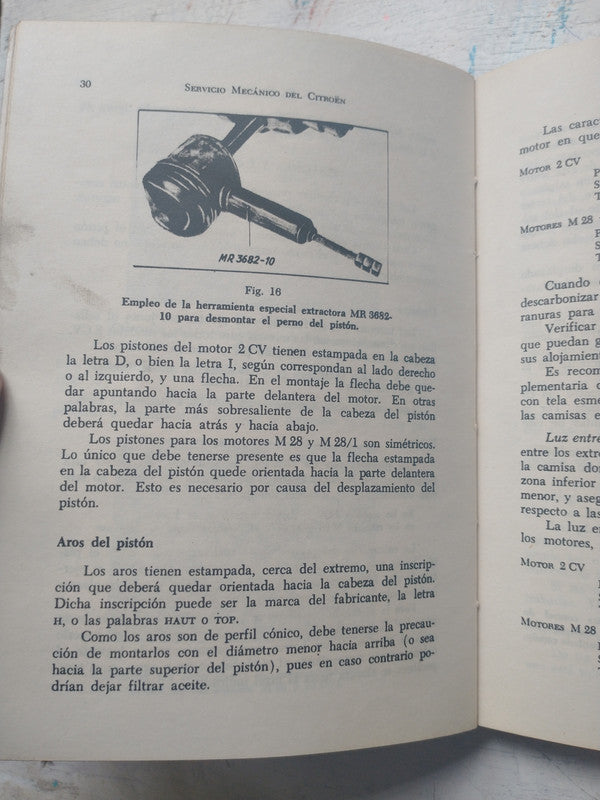 30
SERVICIO MECÁNICO DEL CITROËN
MR 3682-10
Fig. 16
Empleo de la herramienta especial extractora MR 3682-
10 para desmontar el perno del pistón.
Los pistones del motor 2 CV tienen estampada en la cabeza
la letra D, o bien la letra I, según correspondan al lado derecho
o al izquierdo, y una flecha. En el montaje la flecha debe que-
dar apuntando hacia la parte delantera del motor. En otras
palabras, la parte más sobresaliente de la cabeza del pistón
deberá quedar hacia atrás y hacía abajo.
Los pistones para los motores M 28 y M 28/1 son simétricos.
Lo único que debe tenerse presente es que la flecha estampada
en la cabeza del pistón quede orientada hacia la parte delantera
del motor. Esto es necesario por causa del desplazamiento del
pistón.
Aros del pistón
Los aros tienen estampada, cerca del extremo, una inscrip-
ción que deberá quedar orientada hacia la cabeza del pistón.
Dicha inscripción puede ser la marca del fabricante, la letra
H, o las palabras HAUT O TOP.
Como los aros son de perfil cónico, debe tenerse la precau-
ción de montarlos con el diámetro menor hacia arriba (o sea
hacia la parte superior del pistón), pues en caso contrario po-
drían dejar filtrar aceite.
Las
motor en que
MOTOR 2 CV
MOTORES M 28
Cuando
descarbonizar
ranuras para
Verificar
que puedan
sus
Es
plementaria
con tela
las camisas
Luz
entre los
la camisa
zona inferior
menor, y
respecto a las
La luz
los motores,
MOTOR 2 CV
MOTORES M 28